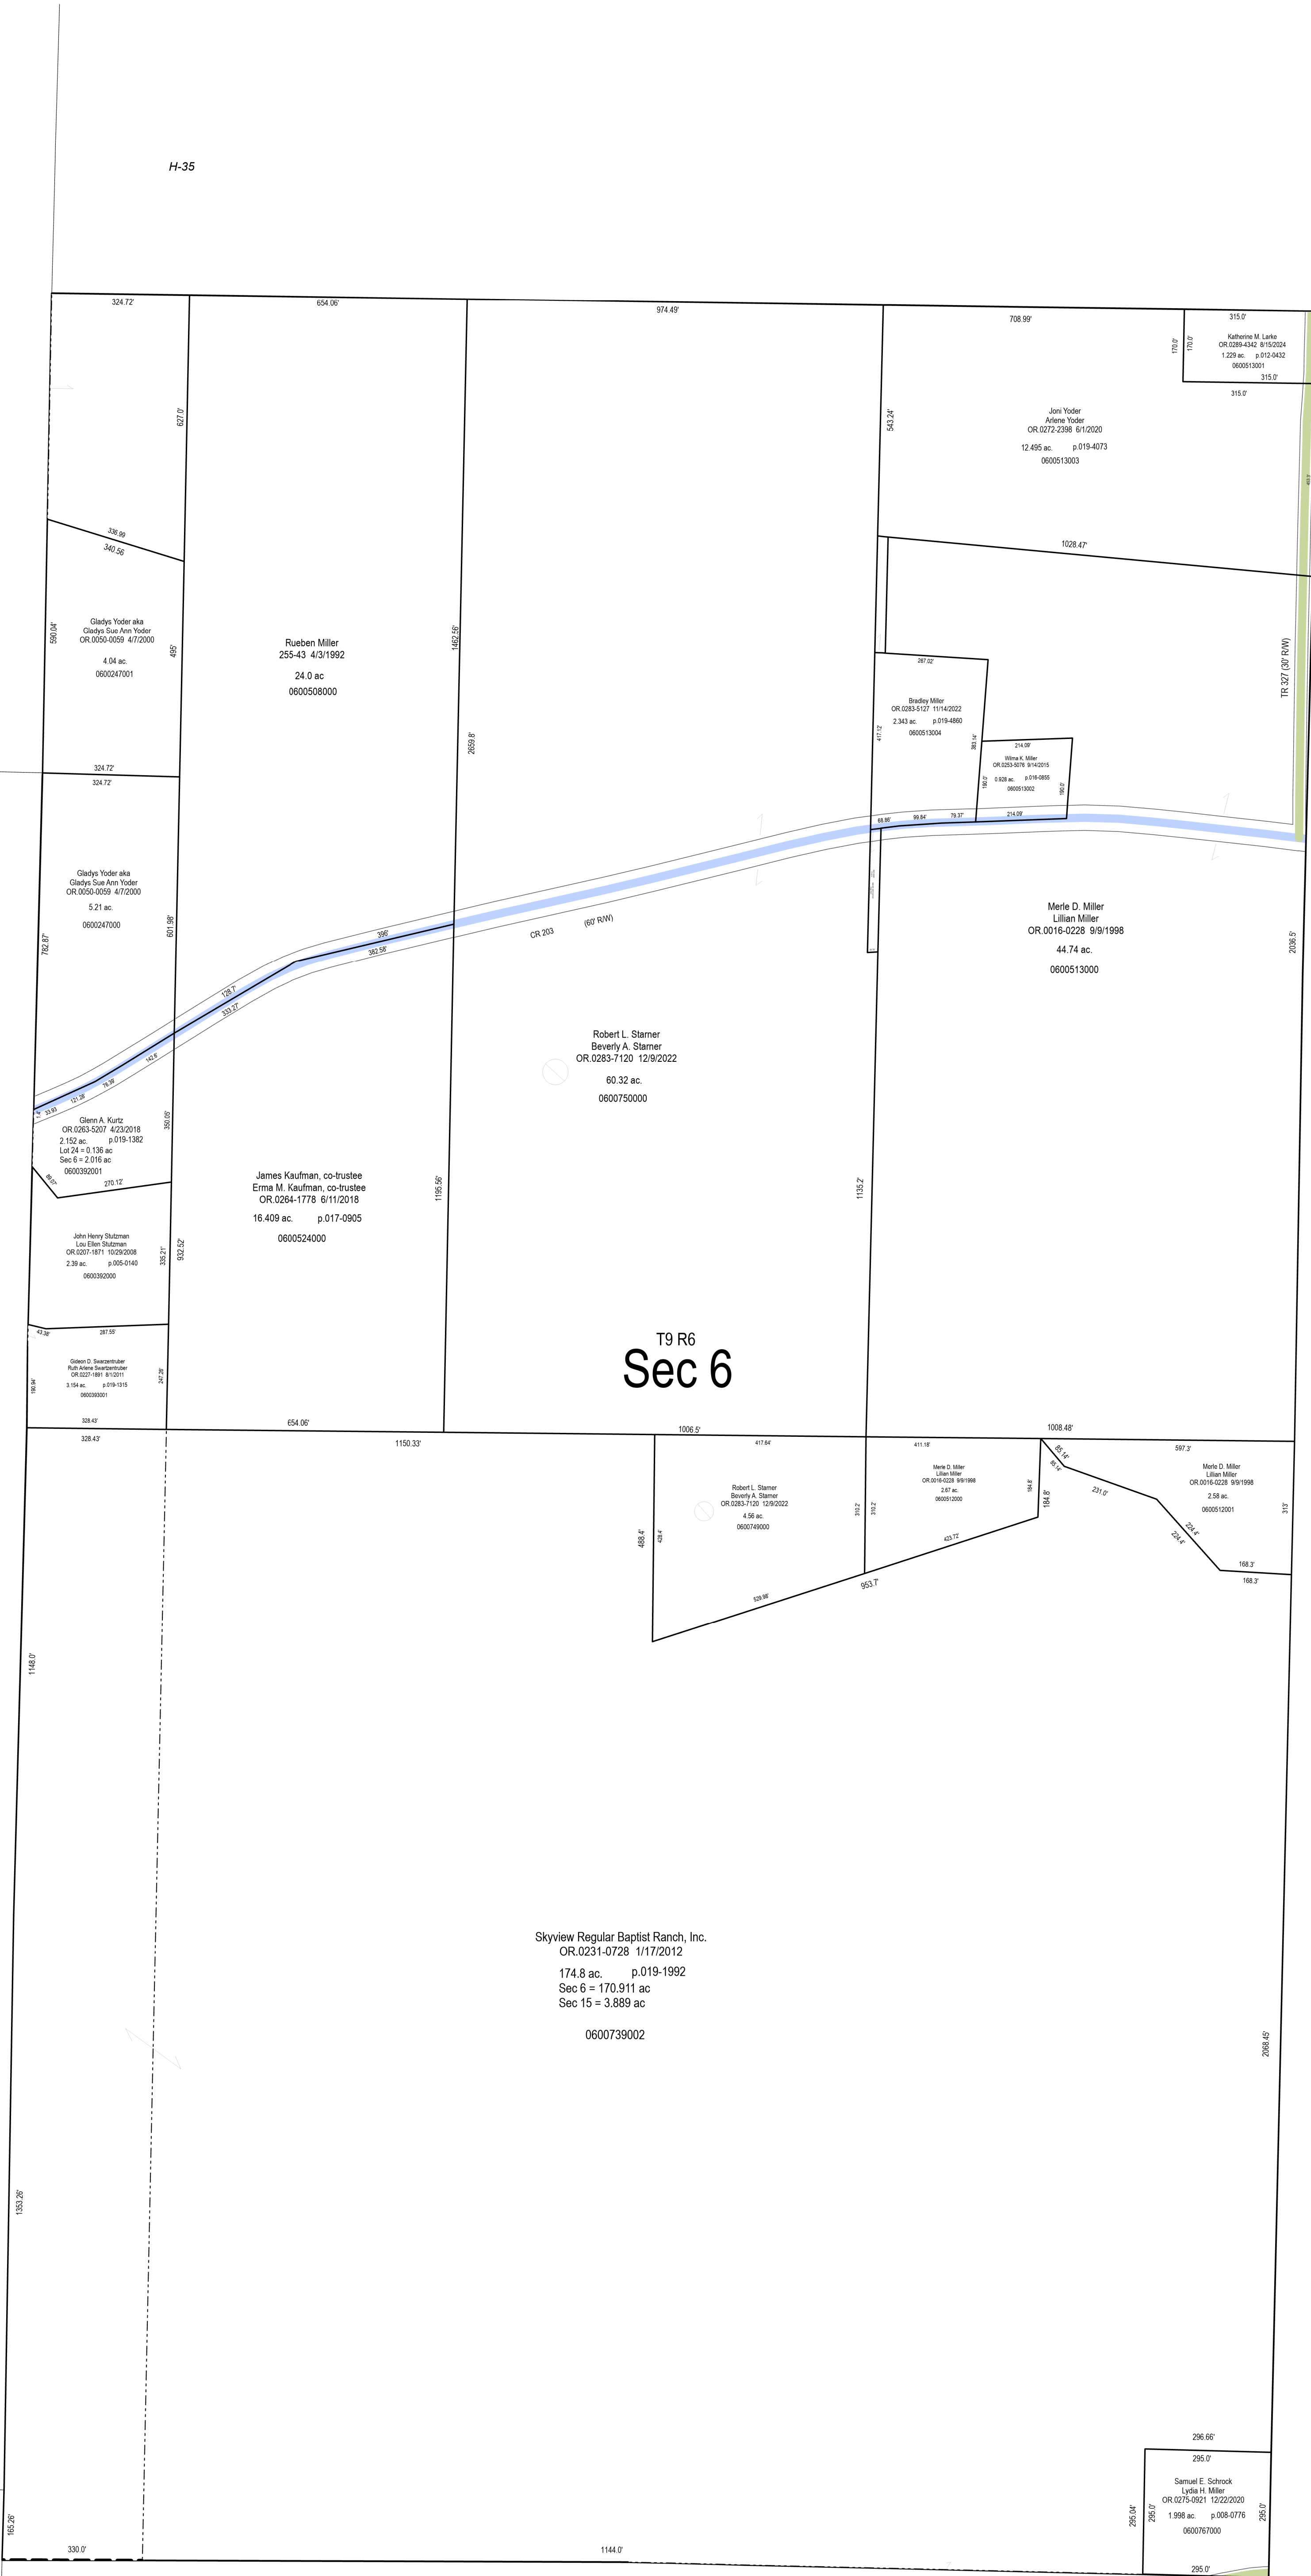 H-35
324.72'
654.06'
974.49'
708.99'
315.0'
170.0'
170.0'
Katherine M. Larke
OR.0289-4342 8/15/2024
1.229 ac. p.012-0432
0600513001
315.0'
315.0'
627.0'
543.24'
Joni Yoder
Arlene Yoder
OR.0272-2398 6/1/2020
12.495 ac. p.019-4073
0600513003
336.99
340.56
1028.47'
590.04'
Gladys Yoder aka
Gladys Sue Ann Yoder
OR.0050-0059 4/7/2000
4.04 ac.
0600247001
495'
Rueben Miller
255-43 4/3/1992
24.0 ac
0600508000
1462.56'
2659.8'
TR 327 (30' R/W)
267.02'
Bradley Miller
OR.0283-5127 11/14/2022
2.343 ac. p.019-4860
0600513004
417.12'
383.14'
214.09'
Wilma K. Miller
OR.0253-5076 9/14/2015
0.928 ac. p.016-0855
0600513002
190.0'
190.0'
324.72'
324.72'
68.86'
99.84'
79.37'
214.09'
Gladys Yoder aka
Gladys Sue Ann Yoder
OR.0050-0059 4/7/2000
5.21 ac.
0600247000
782.87'
601.98'
396'
382.58'
CR 203 (60' R/W)
Merle D. Miller
Lillian Miller
OR.0016-0228 9/9/1998
44.74 ac.
0600513000
2036.5'
128.7'
333.27'
142.6'
76.39'
121.26'
33.93
Robert L. Starner
Beverly A. Starner
OR.0283-7120 12/9/2022
60.32 ac.
0600750000
Glenn A. Kurtz
OR.0263-5207 4/23/2018
2.152 ac. p.019-1382
Lot 24 = 0.136 ac
Sec 6 = 2.016 ac
0600392001
350.05'
89.07'
270.12'
James Kaufman, co-trustee
Erma M. Kaufman, co-trustee
OR.0264-1778 6/11/2018
16.409 ac. p.017-0905
0600524000
1195.56'
1135.2'
John Henry Stutzman
Lou Ellen Stutzman
OR.0207-1871 10/29/2008
2.39 ac. p.005-0140
0600392000
335.21'
932.52'
43.38'
287.55'
T9 R6
Sec 6
Gideon D. Swarzentruber
Ruth Arlene Swartzentruber
OR.0227-1891 8/1/2011
3.154 ac. p.019-1315
0600393001
190.94'
247.26'
328.43'
654.06'
1006.5'
1008.48'
328.43'
1150.33'
417.64'
411.18'
597.3'
488.4'
428.4'
Robert L. Starner
Beverly A. Starner
OR.0283-7120 12/9/2022
4.56 ac.
0600749000
310.2'
310.2'
Merle D. Miller
Lillian Miller
OR.0016-0228 9/9/1998
2.87 ac.
0600512000
184.8'
184.8'
85.14'
85.14'
231.0'
224.4'
224.4'
Merle D. Miller
Lillian Miller
OR.0016-0228 9/9/1998
2.58 ac.
0600512001
313'
168.3'
168.3'
423.72'
529.98'
953.7'
1148.0'
Skyview Regular Baptist Ranch, Inc.
OR.0231-0728 1/17/2012
174.8 ac. p.019-1992
Sec 6 = 170.911 ac
Sec 15 = 3.889 ac
0600739002
2068.45'
1353.26'
296.66'
295.0'
Samuel E. Schrock
Lydia H. Miller
OR.0275-0921 12/22/2020
1.998 ac. p.008-0776
0600767000
295.04'
295.0'
295.0'
165.26'
330.0'
1144.0'
295.0'